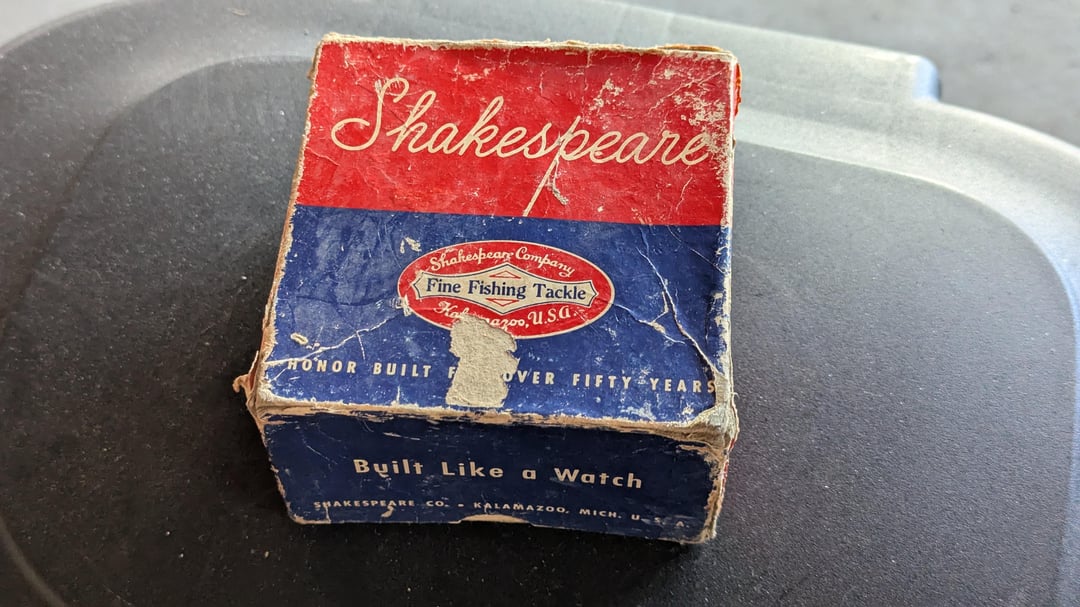 Shakespeare
Shakespeare Company
Fine Fishing Tackle
Kalamazoo, U.S.A.
HONOR BUILT OVER FIFTY YEARS
Built Like a Watch
SHAKESPEARE CO. - KALAMAZOO, MICH. U.S.A.